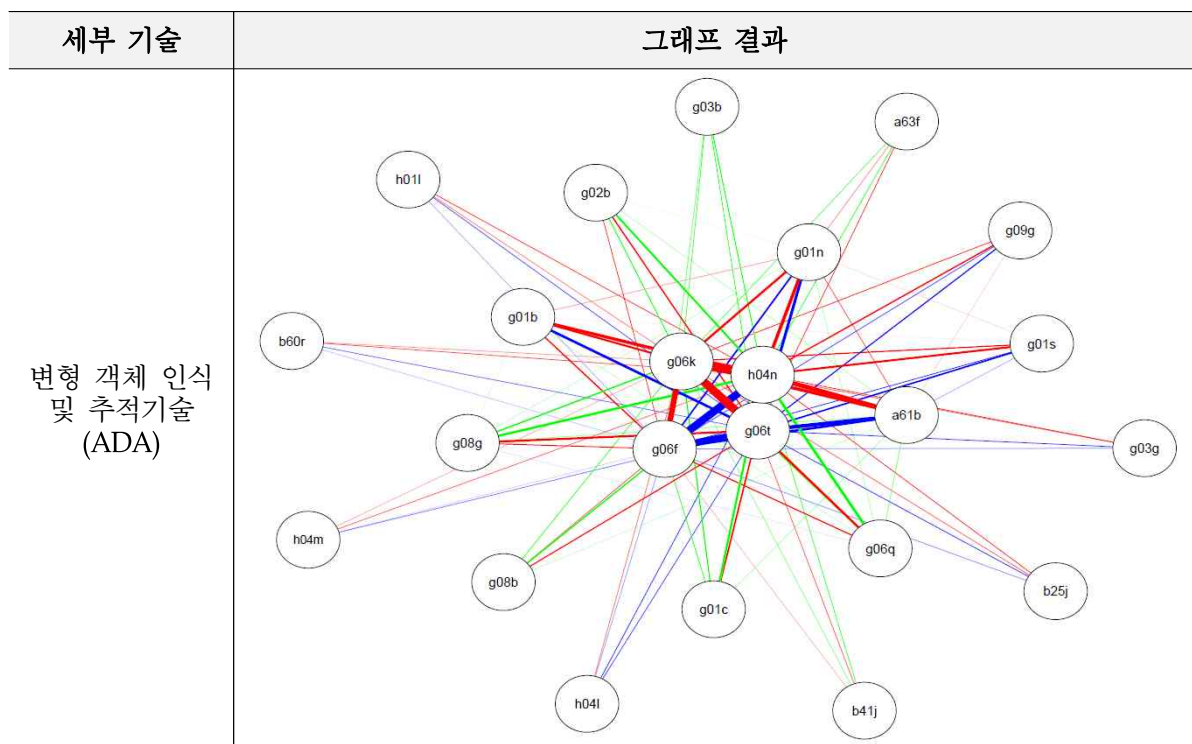 세부 기술
그래프 결과
변형 객체 인식
및 추적기술
(ADA)
g03b
a63f
h01l
g02b
g09g
g01n
g01b
b60r
g01s
g06k
h04n
a61b
g06t
g08g
g06f
g03g
h04m
g06q
g08b
b25j
g01c
h04l
b41j